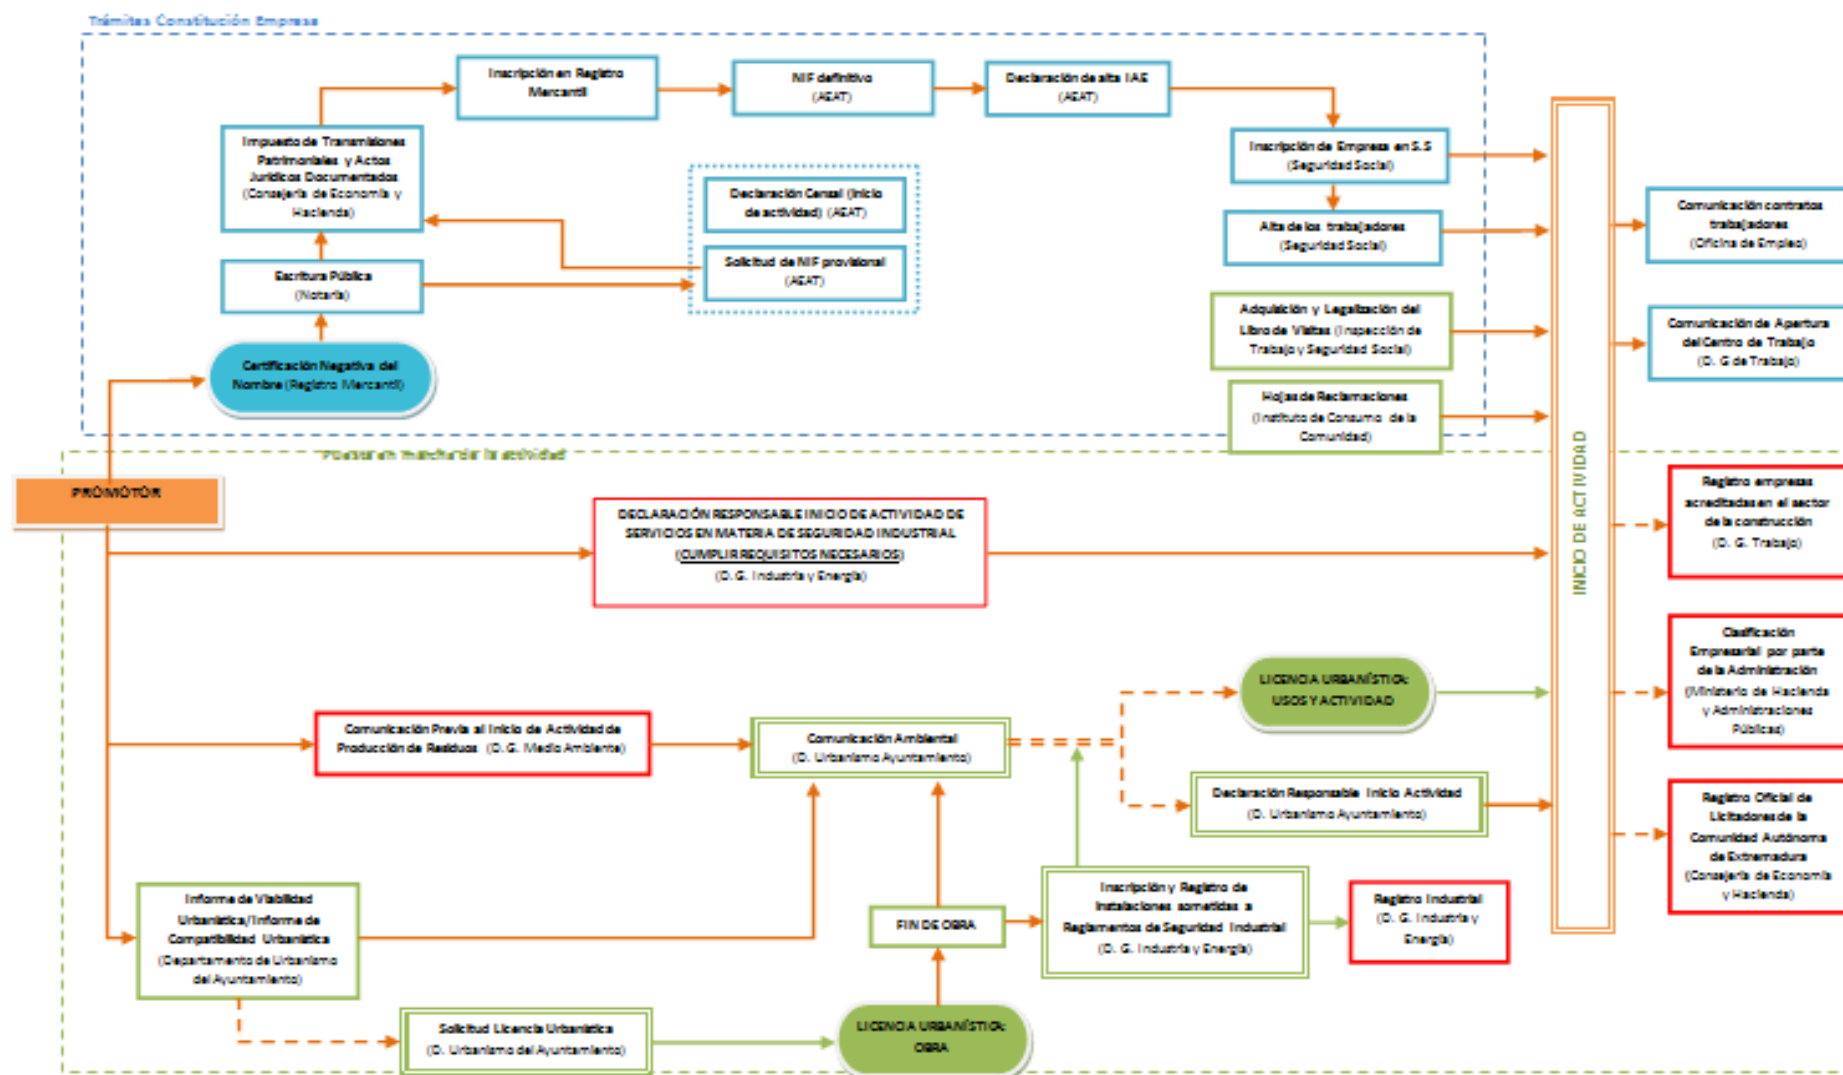 Trámites Constitución Empresa
Inscripción en Registro
Mercantil
NIF definitivo
(AEAT)
Declaración de alta IAE
(AEAT)
Impuesto de Transmisiones
Patrimoniales y Actos
Jurídicos Documentados
(Consejería de Economía y
Hacienda)
Declaración Censal (Inicio
de actividad) (AEAT)
Solicitud de NIF provisional
(AEAT)
Escritura Pública
(Notaría)
Certificación Negativa del
Nombre (Registro Mercantil)
Inscripción de Empresa en S.S
(Seguridad Social)
Alta de los trabajadores
(Seguridad Social)
Adquisición y Legalización del
Libro de Visitas (Inspección de
Trabajo y Seguridad Social)
Hojas de Reclamaciones
(Instituto de Consumo de la
Comunidad)
Comunicación contratos
trabajadores
(Oficina de Empleo)
Comunicación de Apertura
del Centro de Trabajo
(D. G de Trabajo)
Puesta en marcha de la actividad
PROMOTOR
DECLARACIÓN RESPONSABLE INICIO DE ACTIVIDAD DE
SERVICIOS EN MATERIA DE SEGURIDAD INDUSTRIAL
(CUMPLIR REQUISITOS NECESARIOS)
(D. G. Industria y Energía)
INICIO DE ACTIVIDAD
Registro empresas
acreditadas en el sector
de la construcción
(D. G. Trabajo)
Clasificación
Empresarial por parte
de la Administración
(Ministerio de Hacienda
y Administraciones
Públicas)
Registro Oficial de
Licitadores de la
Comunidad Autónoma
de Extremadura
(Consejería de Economía
y Hacienda)
LICENCIA URBANÍSTICA:
USOS Y ACTIVIDAD
Comunicación Previa al Inicio de Actividad de
Producción de Residuos (D. G. Medio Ambiente)
Comunicación Ambiental
(D. Urbanismo Ayuntamiento)
Declaración Responsable Inicio Actividad
(D. Urbanismo Ayuntamiento)
Informe de Viabilidad
Urbanística/Informe de
Compatibilidad Urbanística
(Departamento de Urbanismo
del Ayuntamiento)
FIN DE OBRA
Inscripción y Registro de
Instalaciones sometidas a
Reglamentos de Seguridad Industrial
(D. G. Industria y Energía)
Registro Industrial
(D. G. Industria y
Energía)
Solicitud Licencia Urbanística
(D. Urbanismo del Ayuntamiento)
LICENCIA URBANÍSTICA:
OBRA